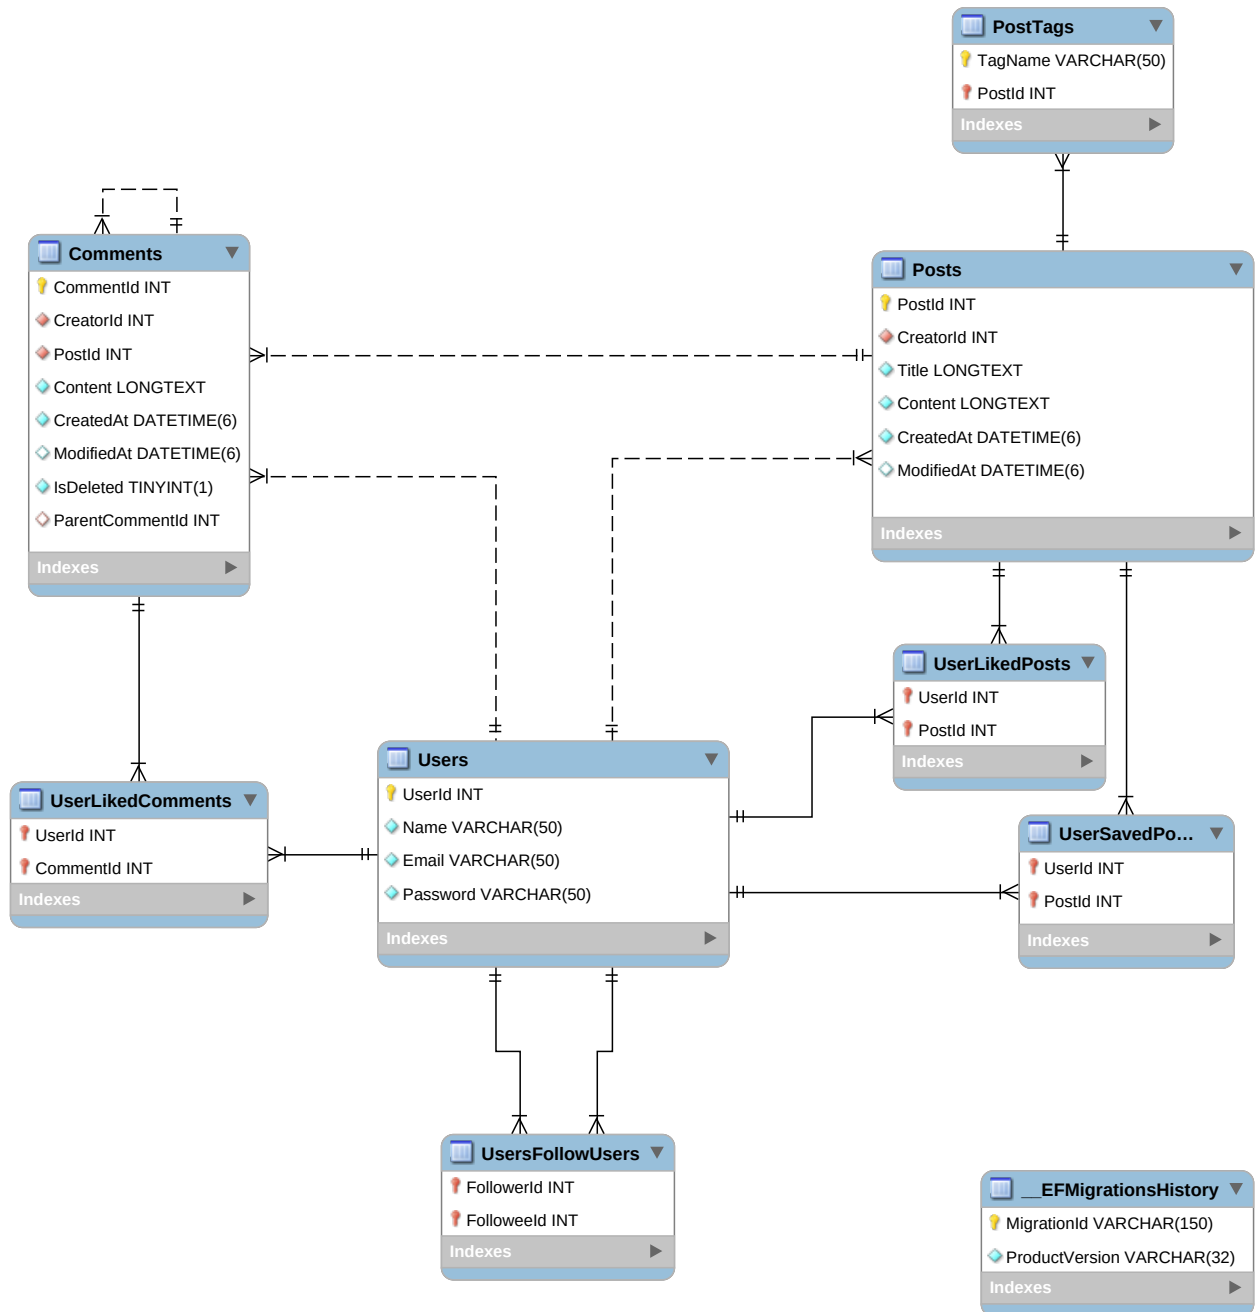 PostTags
TagName VARCHAR(50)
PostId INT
Indexes
Comments
CommentId INT
CreatorId INT
PostId INT
Content LONGTEXT
CreatedAt DATETIME(6)
ModifiedAt DATETIME(6)
IsDeleted TINYINT(1)
ParentCommentId INT
Indexes
Posts
PostId INT
CreatorId INT
Title LONGTEXT
Content LONGTEXT
CreatedAt DATETIME(6)
ModifiedAt DATETIME(6)
Indexes
UserLikedPosts
UserId INT
PostId INT
Indexes
Users
UserId INT
Name VARCHAR(50)
Email VARCHAR(50)
Password VARCHAR(50)
Indexes
UserLikedComments
UserId INT
CommentId INT
Indexes
UserSavedPo...
UserId INT
PostId INT
Indexes
UsersFollowUsers
FollowerId INT
FolloweeId INT
Indexes
__EFMigrationsHistory
MigrationId VARCHAR(150)
ProductVersion VARCHAR(32)
Indexes